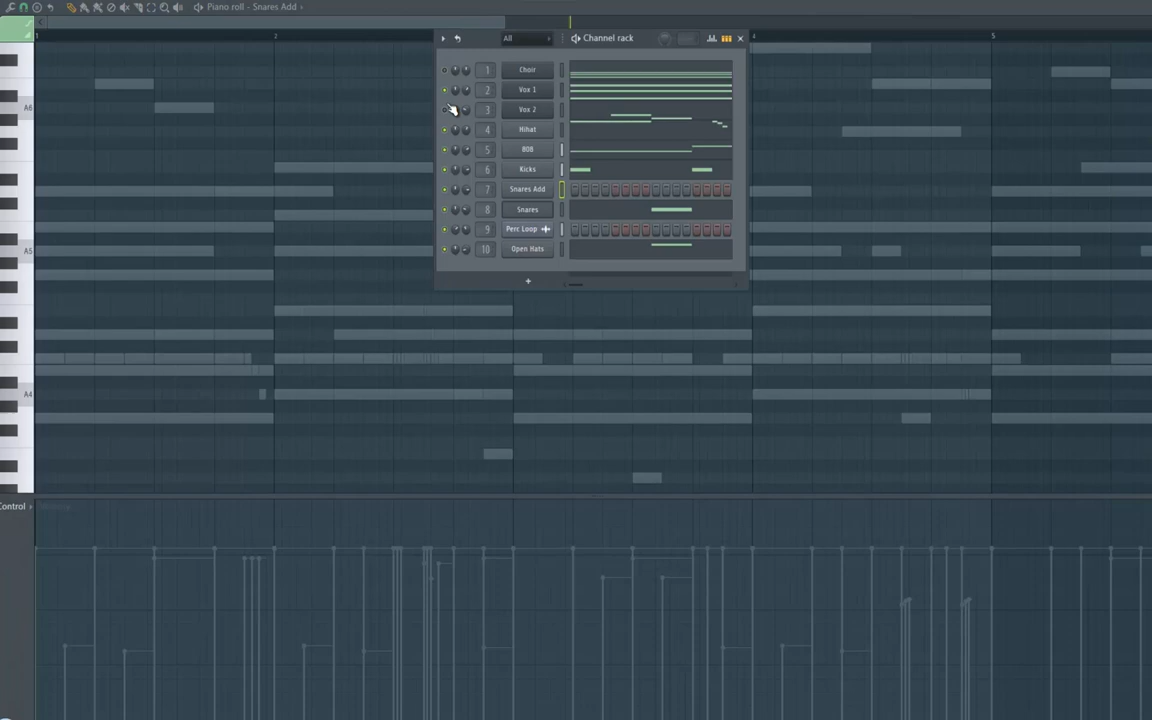 Piano roll - Snares Add ›
1 2 4 5
All
Channel rack
1 Choir
2 Vox 1
3 Vox 2
4 Hihat
5 808
6 Kicks
7 Snares Add
8 Snares
9 Perc Loop
10 Open Hats
+
A6
A5
A4
Control